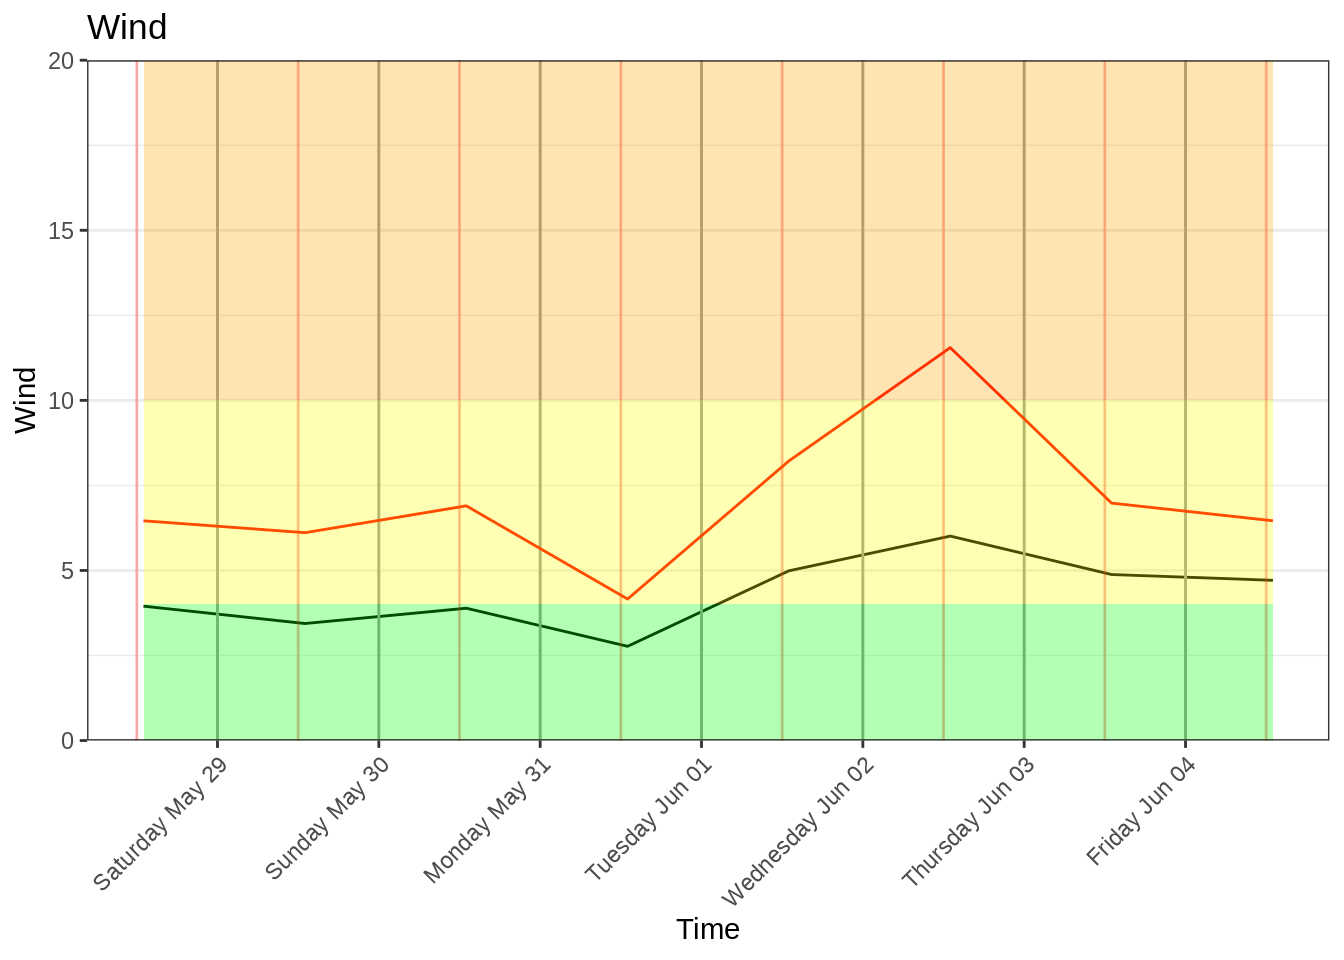 Wind
20
15
10
5
0
Wind
Saturday May 29
Sunday May 30
Monday May 31
Tuesday Jun 01
Wednesday Jun 02
Thursday Jun 03
Friday Jun 04
Time